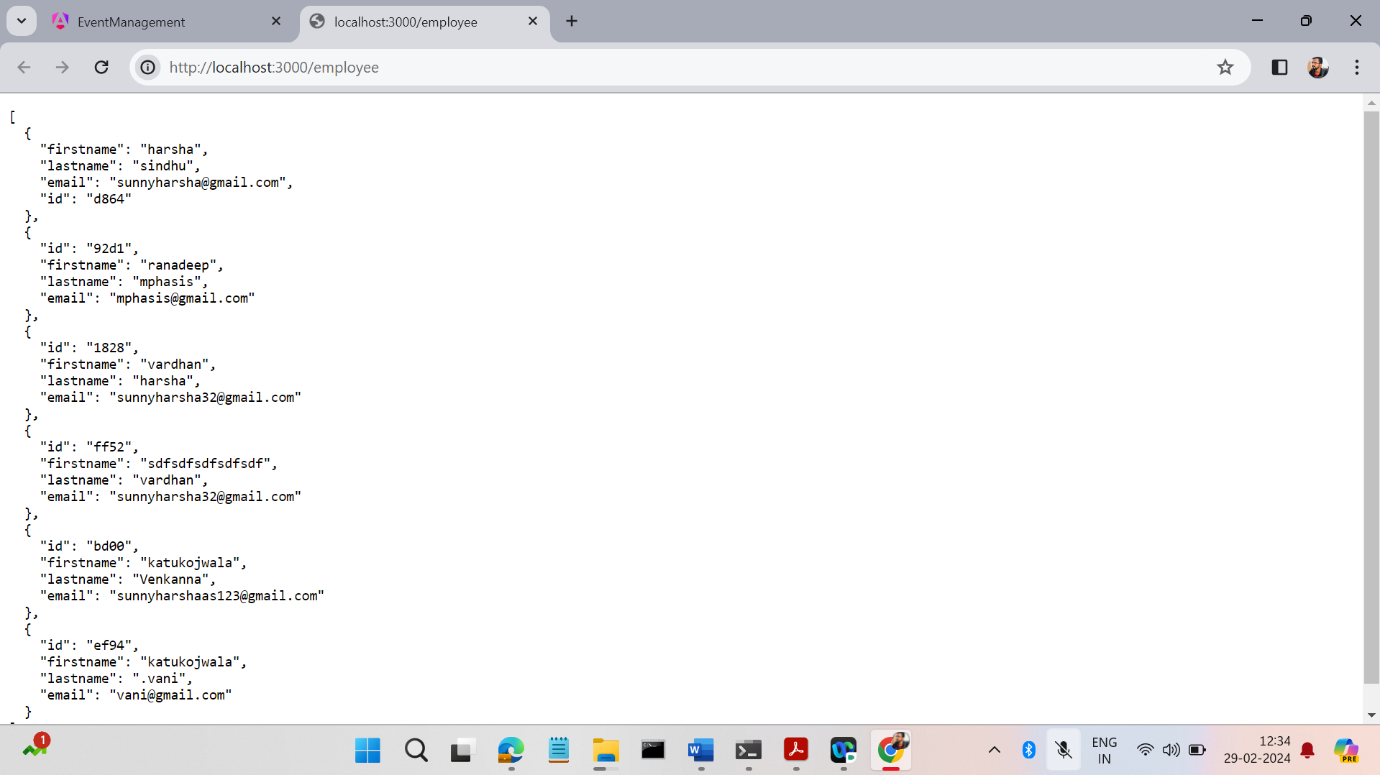 EventManagement
localhost:3000/employee
http://localhost:3000/employee
[
  {
    "firstname": "harsha",
    "lastname": "sindhu",
    "email": "sunnyharsha@gmail.com",
    "id": "d864"
  },
  {
    "id": "92d1",
    "firstname": "ranadeep",
    "lastname": "mphasis",
    "email": "mphasis@gmail.com"
  },
  {
    "id": "1828",
    "firstname": "vardhan",
    "lastname": "harsha",
    "email": "sunnyharsha32@gmail.com"
  },
  {
    "id": "ff52",
    "firstname": "sdfsdfsdfsdfsdf",
    "lastname": "vardhan",
    "email": "sunnyharsha32@gmail.com"
  },
  {
    "id": "bd00",
    "firstname": "katukojwala",
    "lastname": "Venkanna",
    "email": "sunnyharshaas123@gmail.com"
  },
  {
    "id": "ef94",
    "firstname": "katukojwala",
    "lastname": ".vani",
    "email": "vani@gmail.com"
  }
1
W
ENG
IN
12:34
29-02-2024
PRE